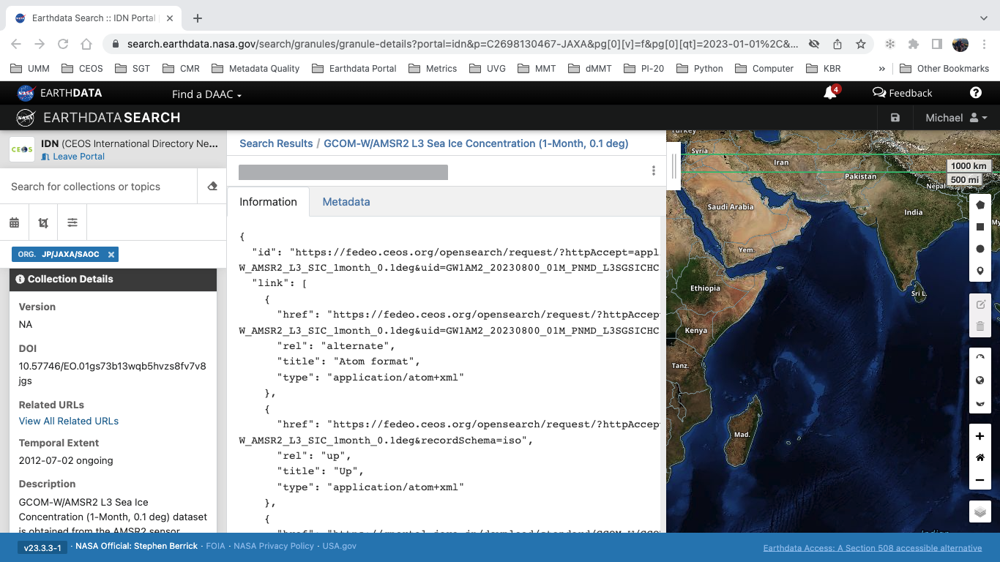 Earthdata Search :: IDN Portal
search.earthdata.nasa.gov/search/granules/granule-details?portal=idn&p=C2698130467-JAXA&pg[0][v]=f&pg[0][qt]=2023-01-01%2C&...
UMM CEOS SGT CMR Metadata Quality Earthdata Portal Metrics UVG MMT dMMT PI-20 Python Computer KBR » Other Bookmarks
NASA EARTHDATA Find a DAAC 4 Feedback
EARTHDATA SEARCH Michael
CEOS IDN (CEOS International Directory Ne...
Leave Portal
Search for collections or topics
ORG. JP/JAXA/SAOC ×
Collection Details
Version
NA
DOI
10.57746/EO.01gs73b13wqb5hvzs8fv7v8
jgs
Related URLs
View All Related URLs
Temporal Extent
2012-07-02 ongoing
Description
GCOM-W/AMSR2 L3 Sea Ice
Concentration (1-Month, 0.1 deg) dataset
is obtained from the AMSR2 sensor
Search Results / GCOM-W/AMSR2 L3 Sea Ice Concentration (1-Month, 0.1 deg)
Information Metadata
{
"id": "https://fedeo.ceos.org/opensearch/request/?httpAccept=appl
W_AMSR2_L3_SIC_1month_0.1deg&uid=GW1AM2_20230800_01M_PNMD_L3SGSICHC
"link": [
{
"href": "https://fedeo.ceos.org/opensearch/request/?httpAccep
W_AMSR2_L3_SIC_1month_0.1deg&uid=GW1AM2_20230800_01M_PNMD_L3SGSICHC
"rel": "alternate",
"title": "Atom format",
"type": "application/atom+xml"
},
{
"href": "https://fedeo.ceos.org/opensearch/request/?httpAccep
W_AMSR2_L3_SIC_1month_0.1deg&recordSchema=iso",
"rel": "up",
"title": "Up",
"type": "application/atom+xml"
},
{
Turkey
Syria
Iran
1000 km
Pakistan
500 mi
Nepal
Saudi Arabia
India
My
Yem.
Ethiopia
Sri L.
Kenya
Tanz.
Mad.
v23.3.3-1 · NASA Official: Stephen Berrick · FOIA · NASA Privacy Policy · USA.gov
Earthdata Access: A Section 508 accessible alternative